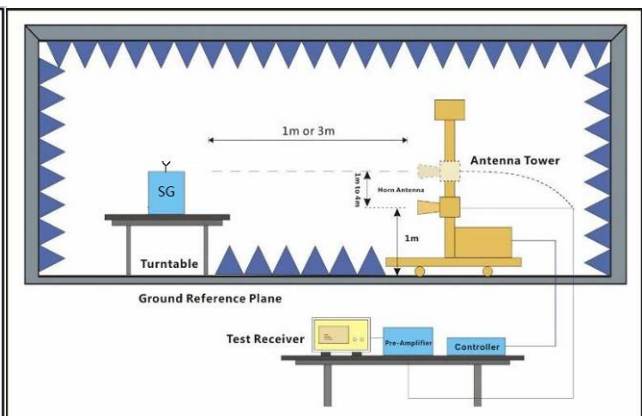 1m or 3m
Antenna Tower
SG
1m to 4m
Horn Antenna
1m
Turntable
Ground Reference Plane
Test Receiver
Pre-Amplifier
Controller